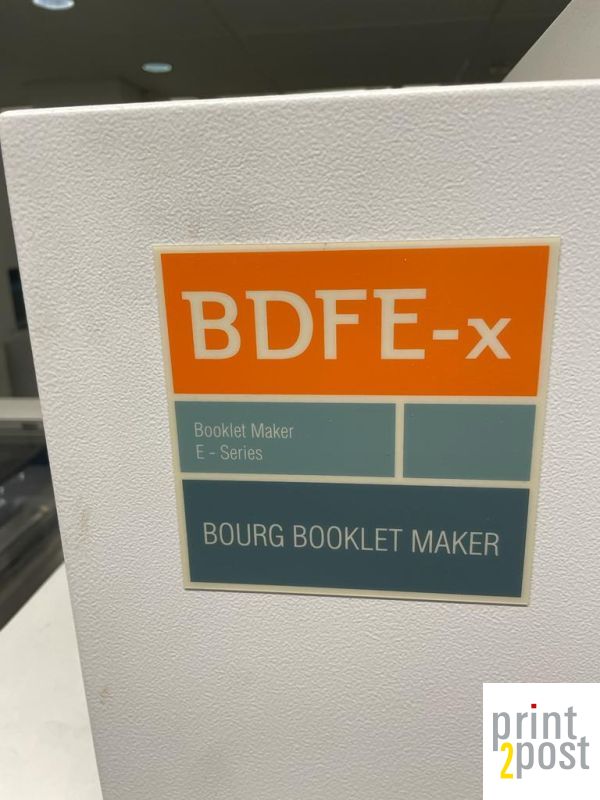 BDFE-x
Booklet Maker
E - Series
BOURG BOOKLET MAKER
print
2post